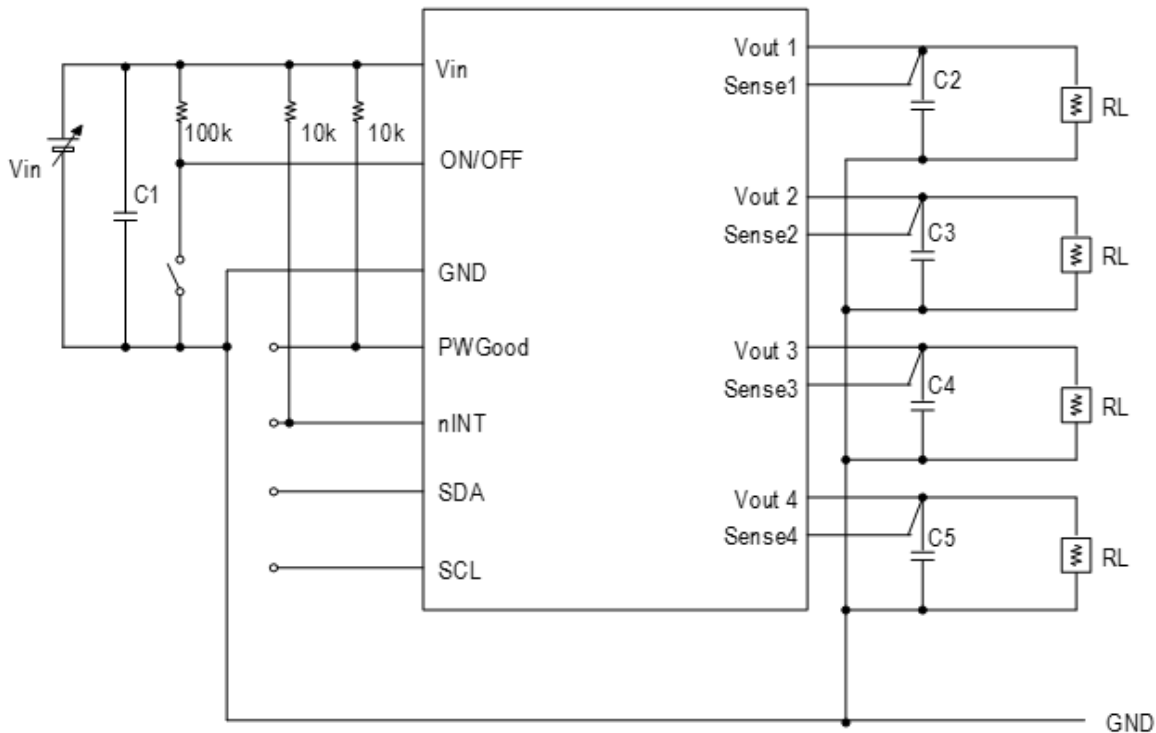 Vin
C1
100k
10k
10k
Vin
ON/OFF
GND
PWGood
nINT
SDA
SCL
Vout 1
Sense1
Vout 2
Sense2
Vout 3
Sense3
Vout 4
Sense4
C2
RL
C3
RL
C4
RL
C5
RL
GND